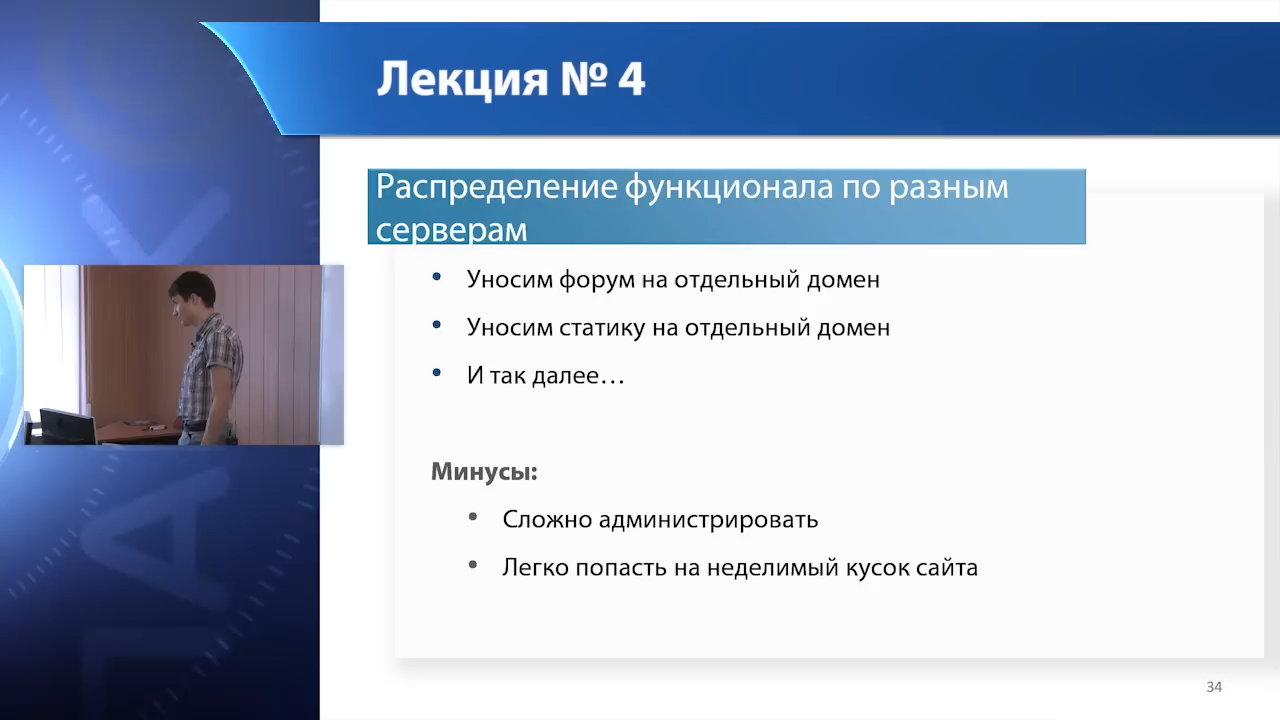 Лекция № 4
Распределение функционала по разным
серверам
• Уносим форум на отдельный домен
• Уносим статику на отдельный домен
• И так далее…
Минусы:
• Сложно администрировать
• Легко попасть на неделимый кусок сайта
34